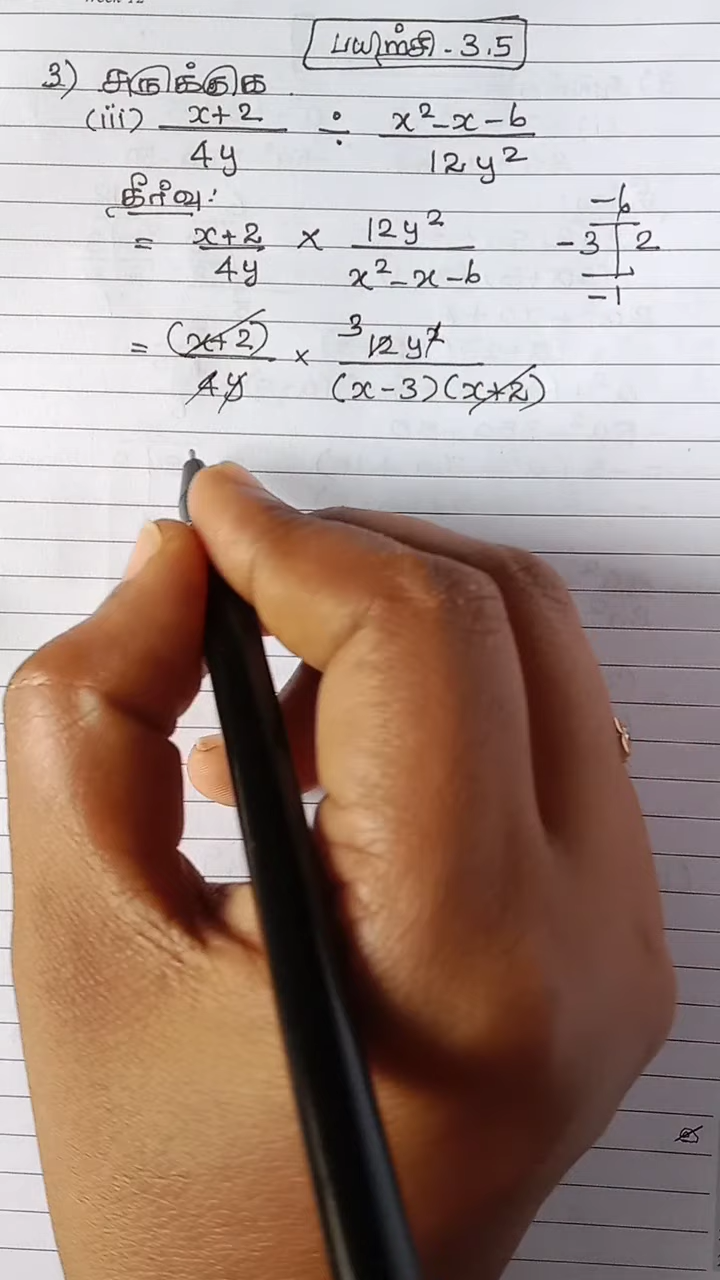 பயிற்சி - 3.5
3) சுருக்குக.
(iii) x+2/4y ÷ x²-x-6/12y²
தீர்வு:
= x+2/4y × 12y²/x²-x-6
-6
-3 | 2
-1
= (x+2)/4y × 3 12y²/(x-3)(x+2)